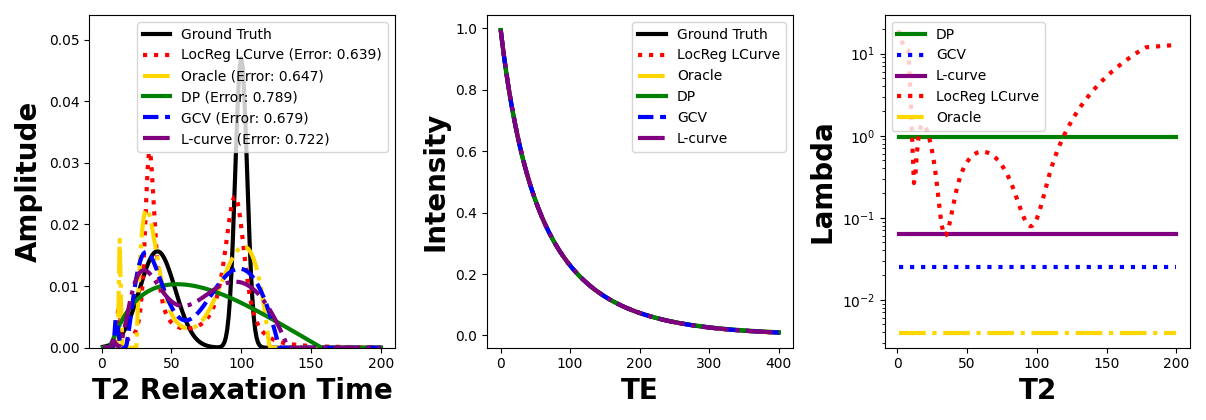 Amplitude
0.05
0.04
0.03
0.02
0.01
0.00
Ground Truth
LocReg LCurve (Error: 0.639)
Oracle (Error: 0.647)
DP (Error: 0.789)
GCV (Error: 0.679)
L-curve (Error: 0.722)
0 50 100 150 200
T2 Relaxation Time
Intensity
1.0
0.8
0.6
0.4
0.2
0.0
Ground Truth
LocReg LCurve
Oracle
DP
GCV
L-curve
0 100 200 300 400
TE
Lambda
10¹
10⁰
10⁻¹
10⁻²
DP
GCV
L-curve
LocReg LCurve
Oracle
0 50 100 150 200
T2